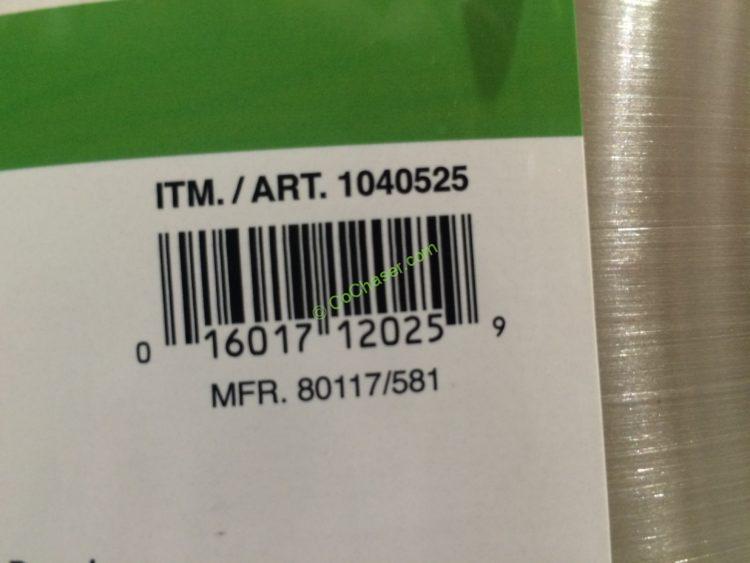 ITM. / ART. 1040525
© CoChaser.com
0 16017 12025 9
MFR. 80117/581